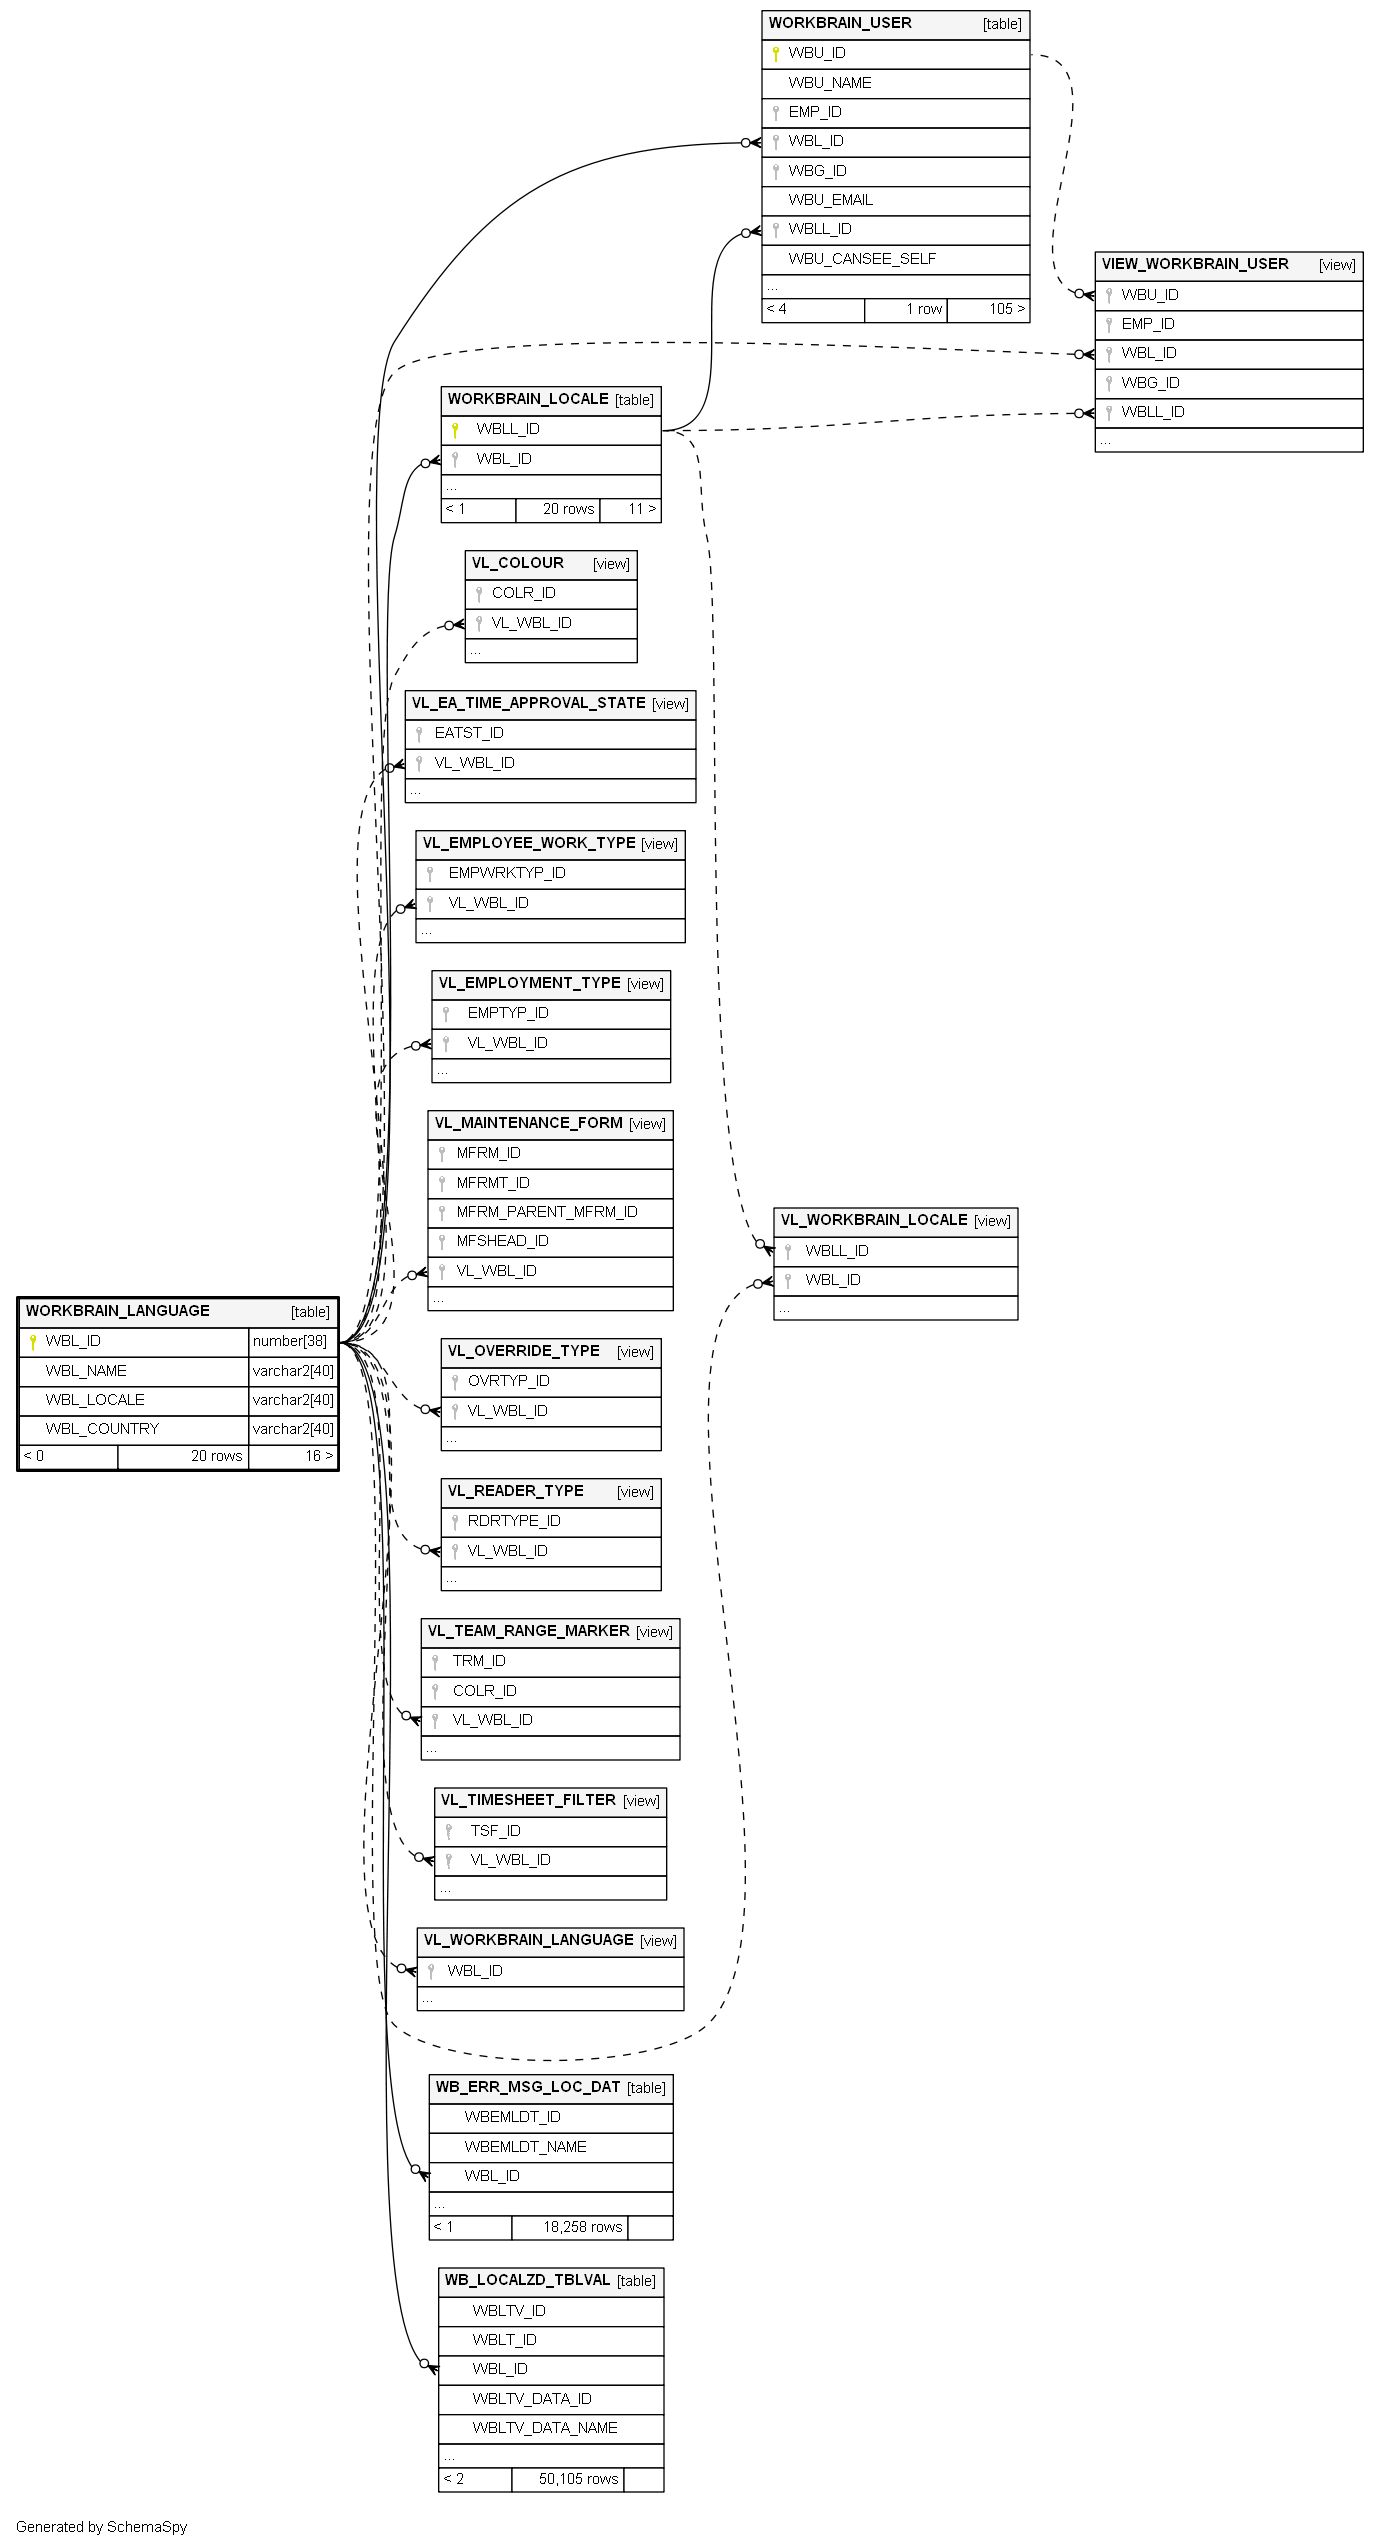 WORKBRAIN_USER [table]
WBU_ID
WBU_NAME
EMP_ID
WBL_ID
WBG_ID
WBU_EMAIL
WBLL_ID
WBU_CANSEE_SELF
...
< 4 1 row 105 >
VIEW_WORKBRAIN_USER [view]
WBU_ID
EMP_ID
WBL_ID
WBG_ID
WBLL_ID
...
WORKBRAIN_LOCALE [table]
WBLL_ID
WBL_ID
...
< 1 20 rows 11 >
VL_COLOUR [view]
COLR_ID
VL_WBL_ID
...
VL_EA_TIME_APPROVAL_STATE [view]
EATST_ID
VL_WBL_ID
...
VL_EMPLOYEE_WORK_TYPE [view]
EMPWRKTYP_ID
VL_WBL_ID
...
VL_EMPLOYMENT_TYPE [view]
EMPTYP_ID
VL_WBL_ID
...
VL_MAINTENANCE_FORM [view]
MFRM_ID
MFRMT_ID
MFRM_PARENT_MFRM_ID
MFSHEAD_ID
VL_WBL_ID
...
VL_WORKBRAIN_LOCALE [view]
WBLL_ID
WBL_ID
...
WORKBRAIN_LANGUAGE [table]
WBL_ID number[38]
WBL_NAME varchar2[40]
WBL_LOCALE varchar2[40]
WBL_COUNTRY varchar2[40]
< 0 20 rows 16 >
VL_OVERRIDE_TYPE [view]
OVRTYP_ID
VL_WBL_ID
...
VL_READER_TYPE [view]
RDRTYPE_ID
VL_WBL_ID
...
VL_TEAM_RANGE_MARKER [view]
TRM_ID
COLR_ID
VL_WBL_ID
...
VL_TIMESHEET_FILTER [view]
TSF_ID
VL_WBL_ID
...
VL_WORKBRAIN_LANGUAGE [view]
WBL_ID
...
WB_ERR_MSG_LOC_DAT [table]
WBEMLDT_ID
WBEMLDT_NAME
WBL_ID
...
< 1 18,258 rows
WB_LOCALZD_TBLVAL [table]
WBLTV_ID
WBLT_ID
WBL_ID
WBLTV_DATA_ID
WBLTV_DATA_NAME
...
< 2 50,105 rows
Generated by SchemaSpy